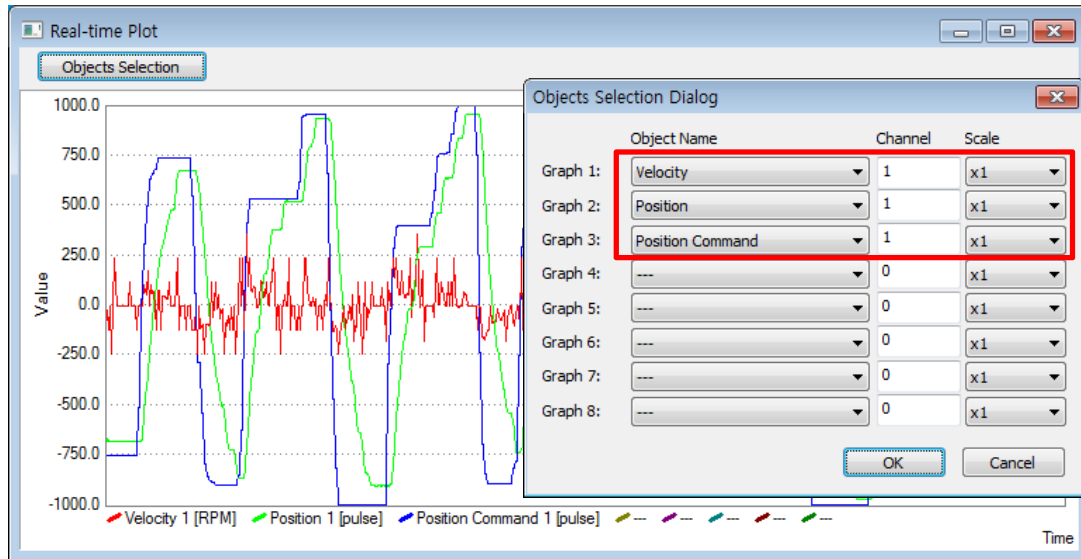 Real-time Plot
Objects Selection
1000.0
750.0
500.0
250.0
0.0
-250.0
-500.0
-750.0
-1000.0
Value
Velocity 1 [RPM] Position 1 [pulse] Position Command 1 [pulse] --- --- --- --- ---
Time
Objects Selection Dialog
Object Name Channel Scale
Graph 1: Velocity 1 x1
Graph 2: Position 1 x1
Graph 3: Position Command 1 x1
Graph 4: --- 0 x1
Graph 5: --- 0 x1
Graph 6: --- 0 x1
Graph 7: --- 0 x1
Graph 8: --- 0 x1
OK Cancel